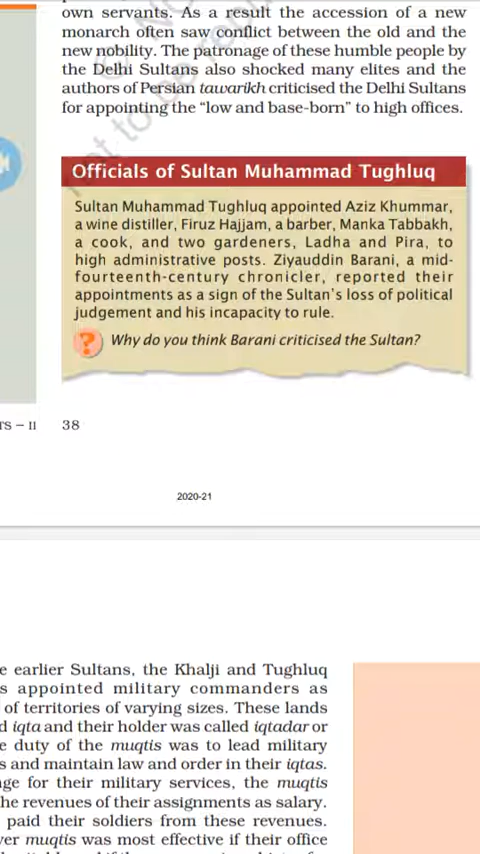 own servants. As a result the accession of a new
monarch often saw conflict between the old and the
new nobility. The patronage of these humble people by
the Delhi Sultans also shocked many elites and the
authors of Persian tawarikh criticised the Delhi Sultans
for appointing the “low and base-born” to high offices.
Officials of Sultan Muhammad Tughluq
Sultan Muhammad Tughluq appointed Aziz Khummar,
a wine distiller, Firuz Hajjam, a barber, Manka Tabbakh,
a cook, and two gardeners, Ladha and Pira, to
high administrative posts. Ziyauddin Barani, a mid-
fourteenth-century chronicler, reported their
appointments as a sign of the Sultan’s loss of political
judgement and his incapacity to rule.
? Why do you think Barani criticised the Sultan?
TS – II 38
2020-21
e earlier Sultans, the Khalji and Tughluq
s appointed military commanders as
of territories of varying sizes. These lands
d iqta and their holder was called iqtadar or
e duty of the muqtis was to lead military
s and maintain law and order in their iqtas.
nge for their military services, the muqtis
he revenues of their assignments as salary.
paid their soldiers from these revenues.
ver muqtis was most effective if their office